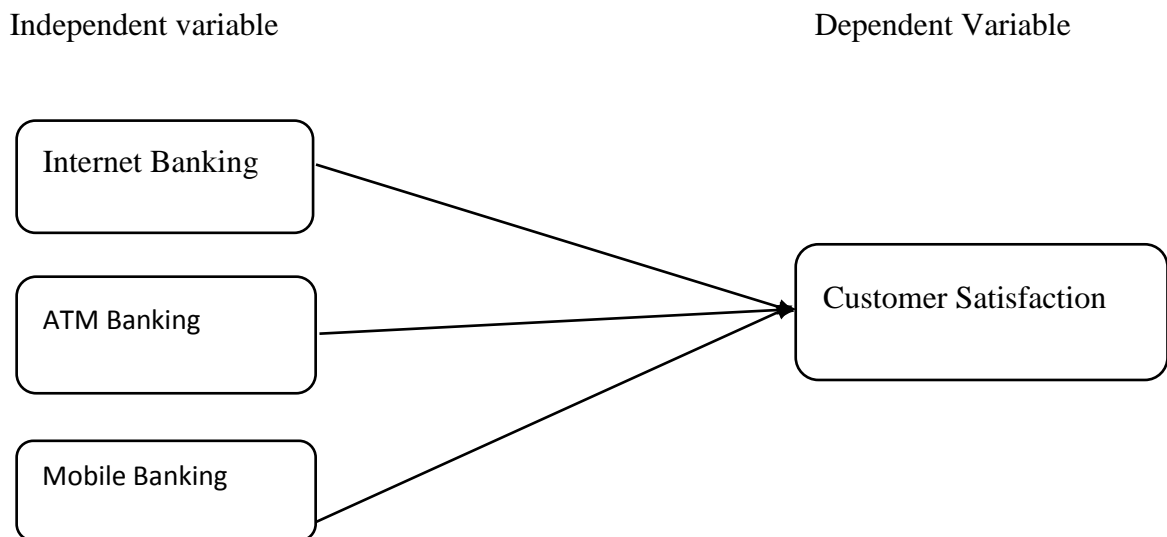 Independent variable
Dependent Variable
Internet Banking
ATM Banking
Customer Satisfaction
Mobile Banking